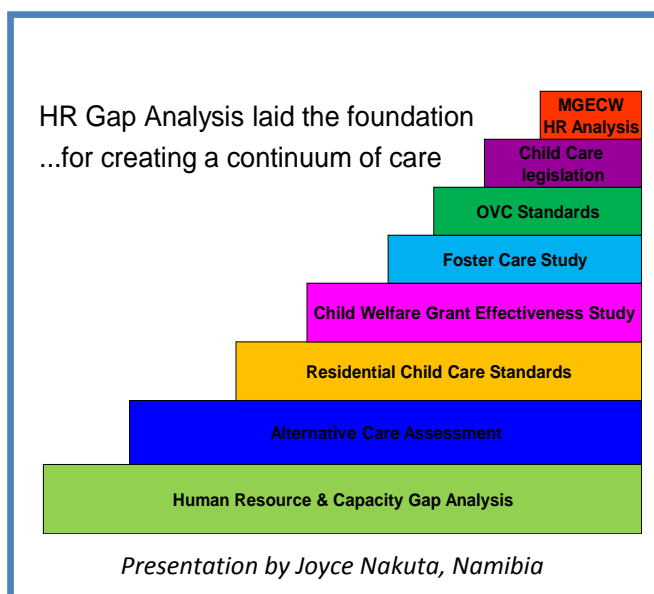 HR Gap Analysis laid the foundation
...for creating a continuum of care
MGECW
HR Analysis
Child Care
legislation
OVC Standards
Foster Care Study
Child Welfare Grant Effectiveness Study
Residential Child Care Standards
Alternative Care Assessment
Human Resource & Capacity Gap Analysis
Presentation by Joyce Nakuta, Namibia